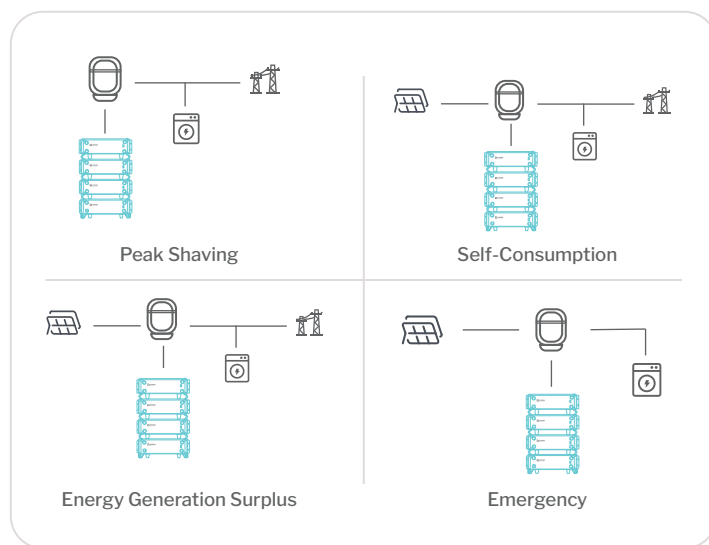 Peak Shaving
Self-Consumption
Energy Generation Surplus
Emergency